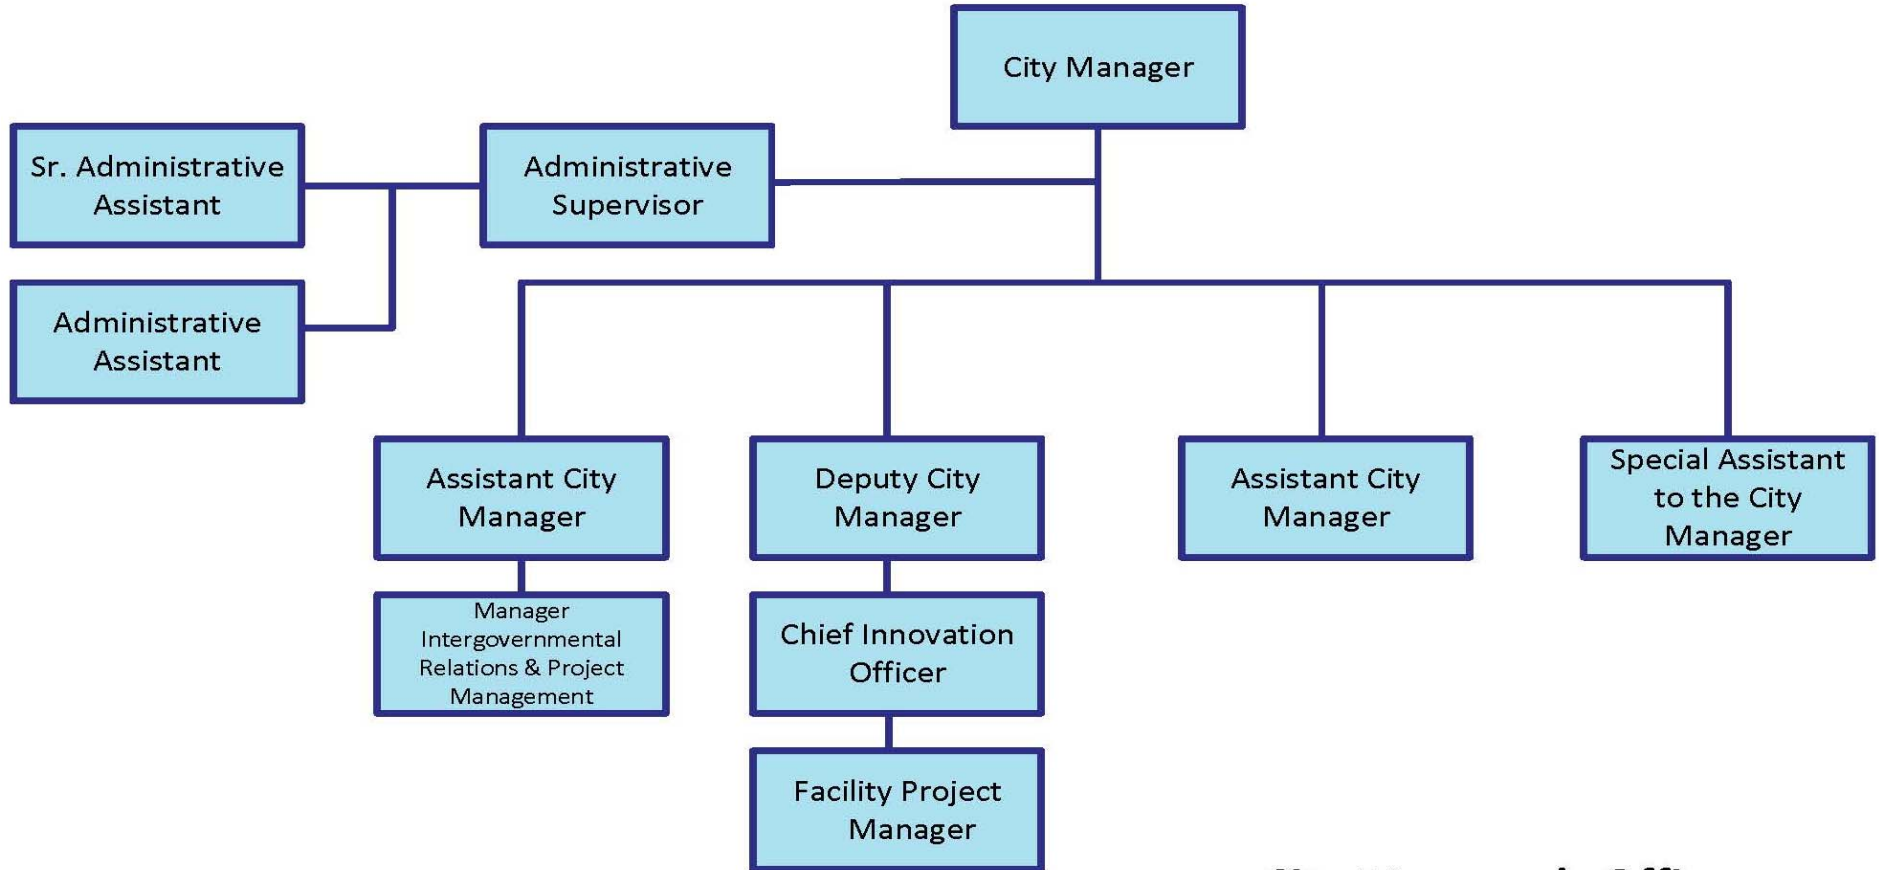 City Manager
Sr. Administrative
Assistant
Administrative
Supervisor
Administrative
Assistant
Assistant City
Manager
Deputy City
Manager
Assistant City
Manager
Special Assistant
to the City
Manager
Manager
Intergovernmental
Relations & Project
Management
Chief Innovation
Officer
Facility Project
Manager